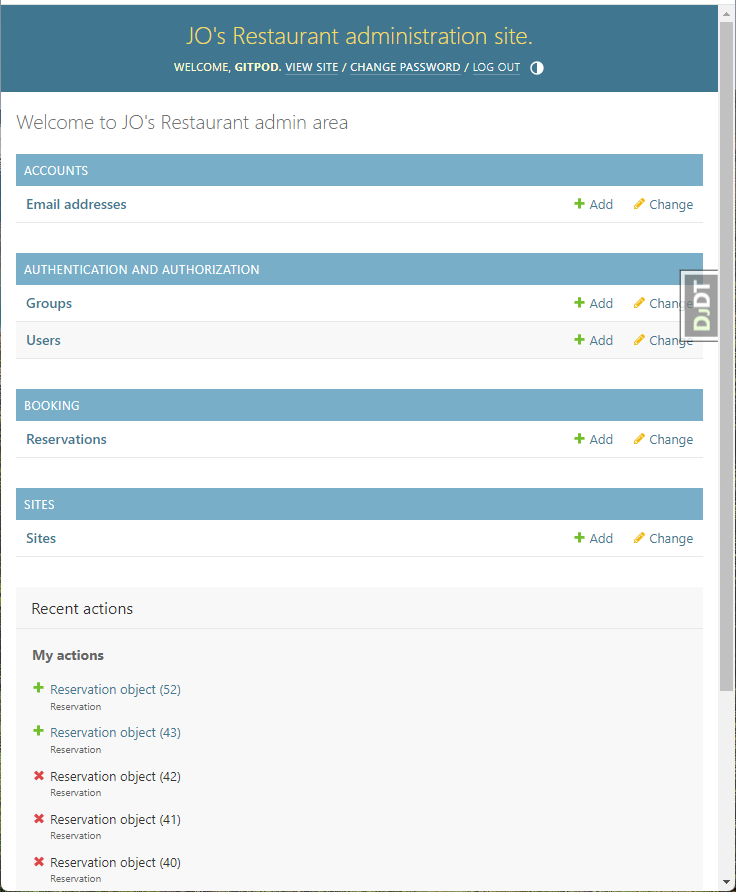 JO's Restaurant administration site.
WELCOME, GITPOD. VIEW SITE / CHANGE PASSWORD / LOG OUT
Welcome to JO's Restaurant admin area
ACCOUNTS
Email addresses Add Change
AUTHENTICATION AND AUTHORIZATION
Groups Add Change
DJDT
Users Add Change
BOOKING
Reservations Add Change
SITES
Sites Add Change
Recent actions
My actions
Reservation object (52)
Reservation
Reservation object (43)
Reservation
Reservation object (42)
Reservation
Reservation object (41)
Reservation
Reservation object (40)
Reservation